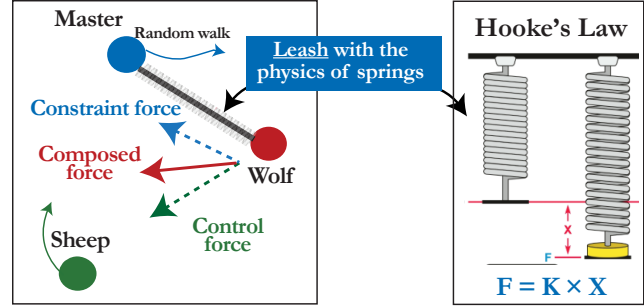 Master
Random walk
Leash with the
physics of springs
Constraint force
Composed
force
Wolf
Control
force
Sheep
Hooke's Law
X
F
F = K × X